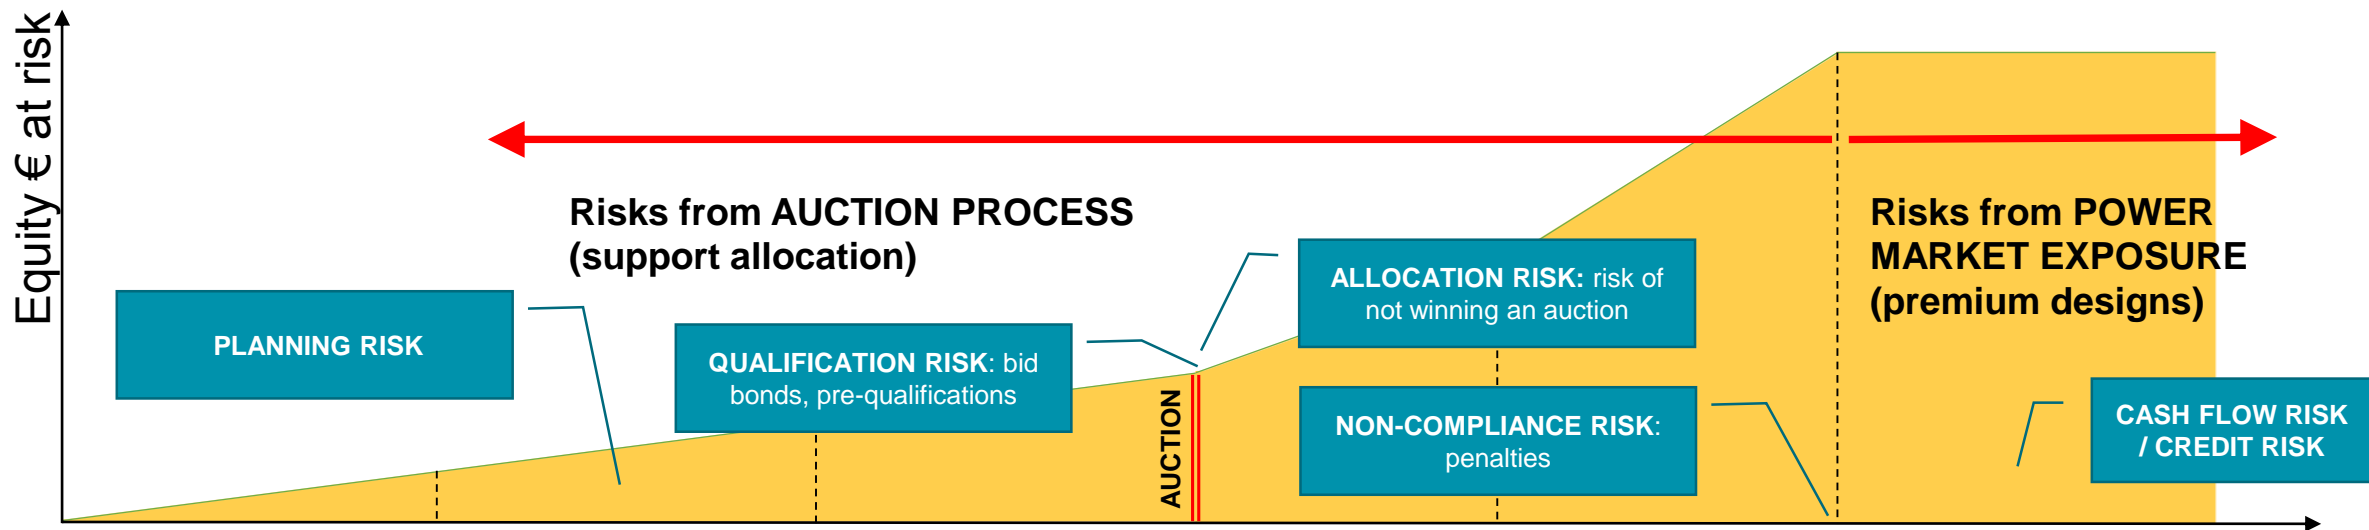 Equity € at risk
Risks from AUCTION PROCESS
(support allocation)
Risks from POWER
MARKET EXPOSURE
(premium designs)
PLANNING RISK
QUALIFICATION RISK: bid
bonds, pre-qualifications
AUCTION
ALLOCATION RISK: risk of
not winning an auction
NON-COMPLIANCE RISK:
penalties
CASH FLOW RISK
/ CREDIT RISK